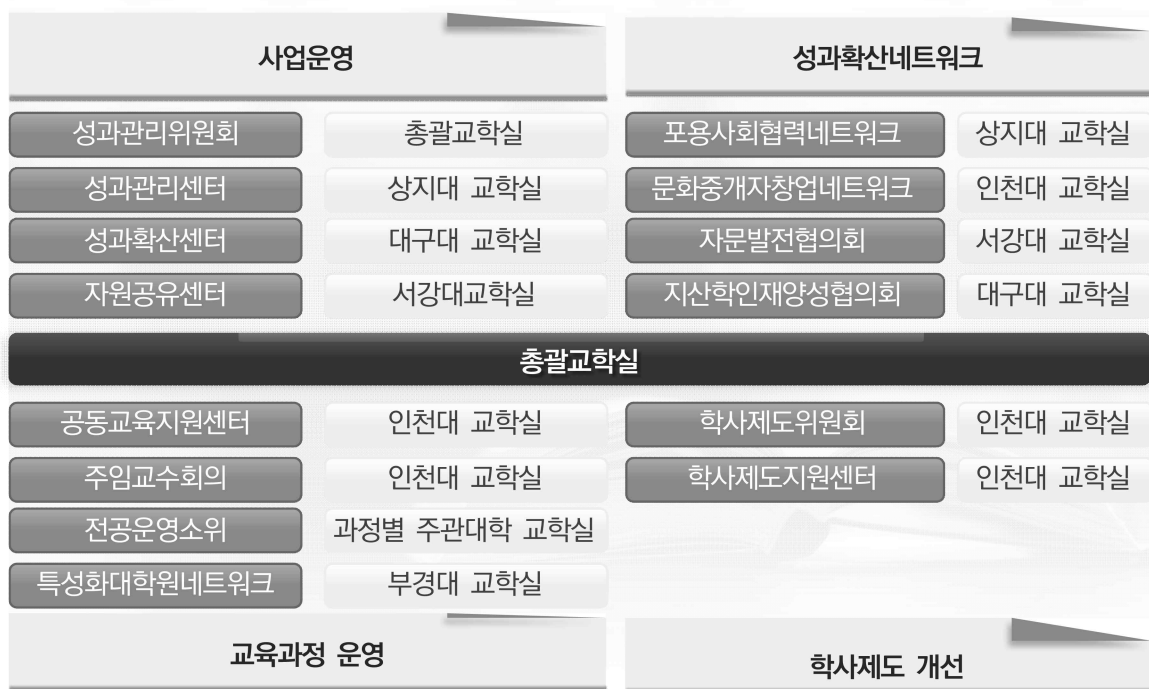 사업운영
성과확산네트워크
성과관리위원회 총괄교학실 포용사회협력네트워크 상지대 교학실
성과관리센터 상지대 교학실 문화중개자창업네트워크 인천대 교학실
성과확산센터 대구대 교학실 자문발전협의회 서강대 교학실
자원공유센터 서강대교학실 지산학인재양성협의회 대구대 교학실
총괄교학실
공동교육지원센터 인천대 교학실 학사제도위원회 인천대 교학실
주임교수회의 인천대 교학실 학사제도지원센터 인천대 교학실
전공운영소위 과정별 주관대학 교학실
특성화대학원네트워크 부경대 교학실
교육과정 운영
학사제도 개선